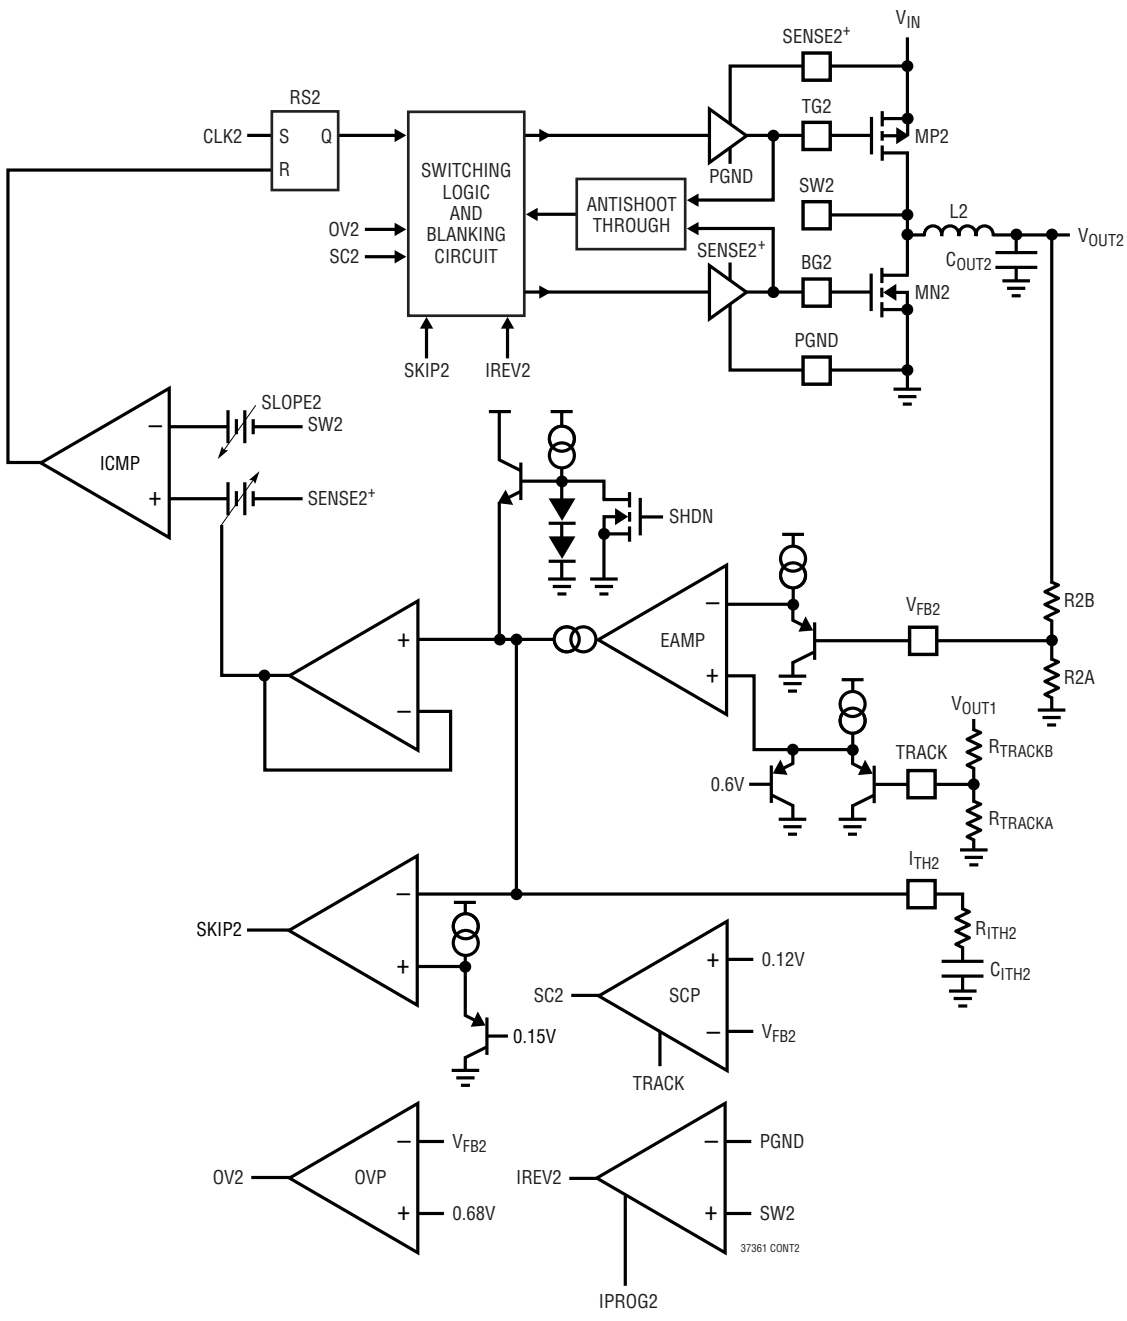 VIN
SENSE2+
RS2
TG2
CLK2
S
Q
R
MP2
SWITCHING
LOGIC
AND
BLANKING
CIRCUIT
PGND
ANTISHOOT
THROUGH
SW2
L2
OV2
SC2
VOUT2
COUT2
SENSE2+
BG2
MN2
PGND
SKIP2
IREV2
SLOPE2
SW2
–
ICMP
+
SENSE2+
SHDN
–
VFB2
R2B
+
EAMP
+
R2A
–
VOUT1
TRACK
RTRACKB
0.6V
RTRACKA
ITH2
–
SKIP2
RITH2
+
+
0.12V
CITH2
SC2
SCP
0.15V
–
VFB2
TRACK
–
VFB2
–
PGND
OV2
OVP
IREV2
+
0.68V
+
SW2
37361 CONT2
IPROG2